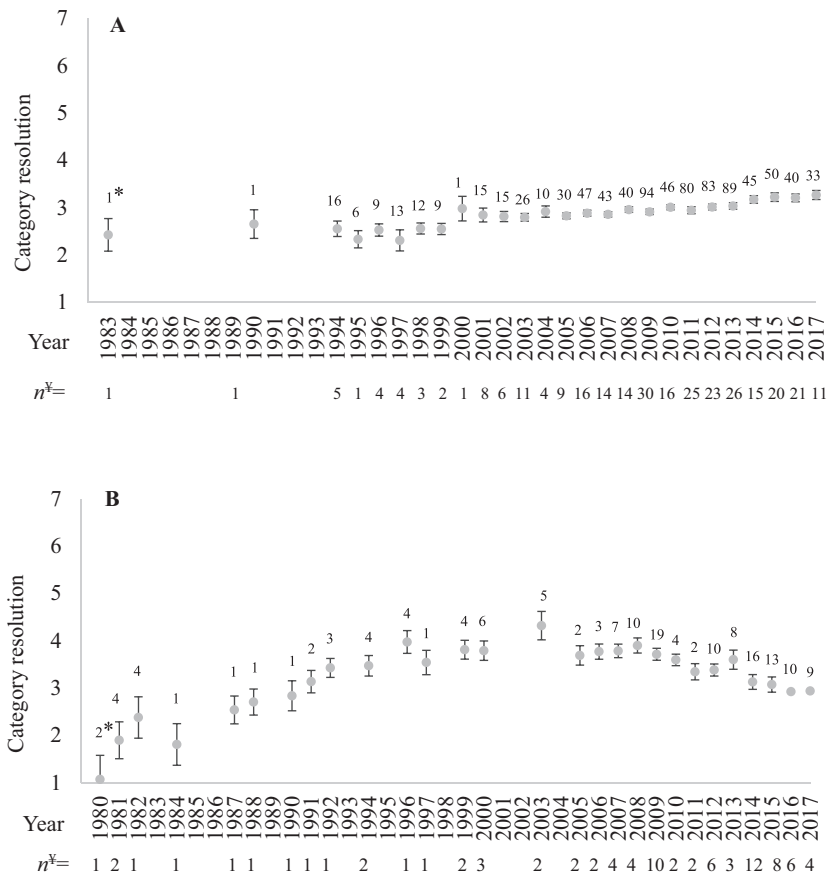 A
7
6
5
4
3
2
1
Category resolution
1* 1 16 6 9 13 12 9 1 15 15 26 10 30 47 43 40 94 46 80 83 89 45 50 40 33
Year 1983 1984 1985 1986 1987 1988 1989 1990 1991 1992 1993 1994 1995 1996 1997 1998 1999 2000 2001 2002 2003 2004 2005 2006 2007 2008 2009 2010 2011 2012 2013 2014 2015 2016 2017
n¥= 1 1 5 1 4 4 3 2 1 8 6 11 4 9 16 14 14 30 16 25 23 26 15 20 21 11
B
7
6
5
4
3
2
1
Category resolution
2* 4 4 1 1 1 1 2 3 4 4 1 4 6 5 2 3 7 10 19 4 2 10 8 16 13 10 9
Year 1980 1981 1982 1983 1984 1985 1986 1987 1988 1989 1990 1991 1992 1993 1994 1995 1996 1997 1998 1999 2000 2001 2002 2003 2004 2005 2006 2007 2008 2009 2010 2011 2012 2013 2014 2015 2016 2017
n¥= 1 2 1 1 1 1 1 1 1 2 1 1 2 3 2 2 2 4 4 10 2 2 6 3 12 8 6 4